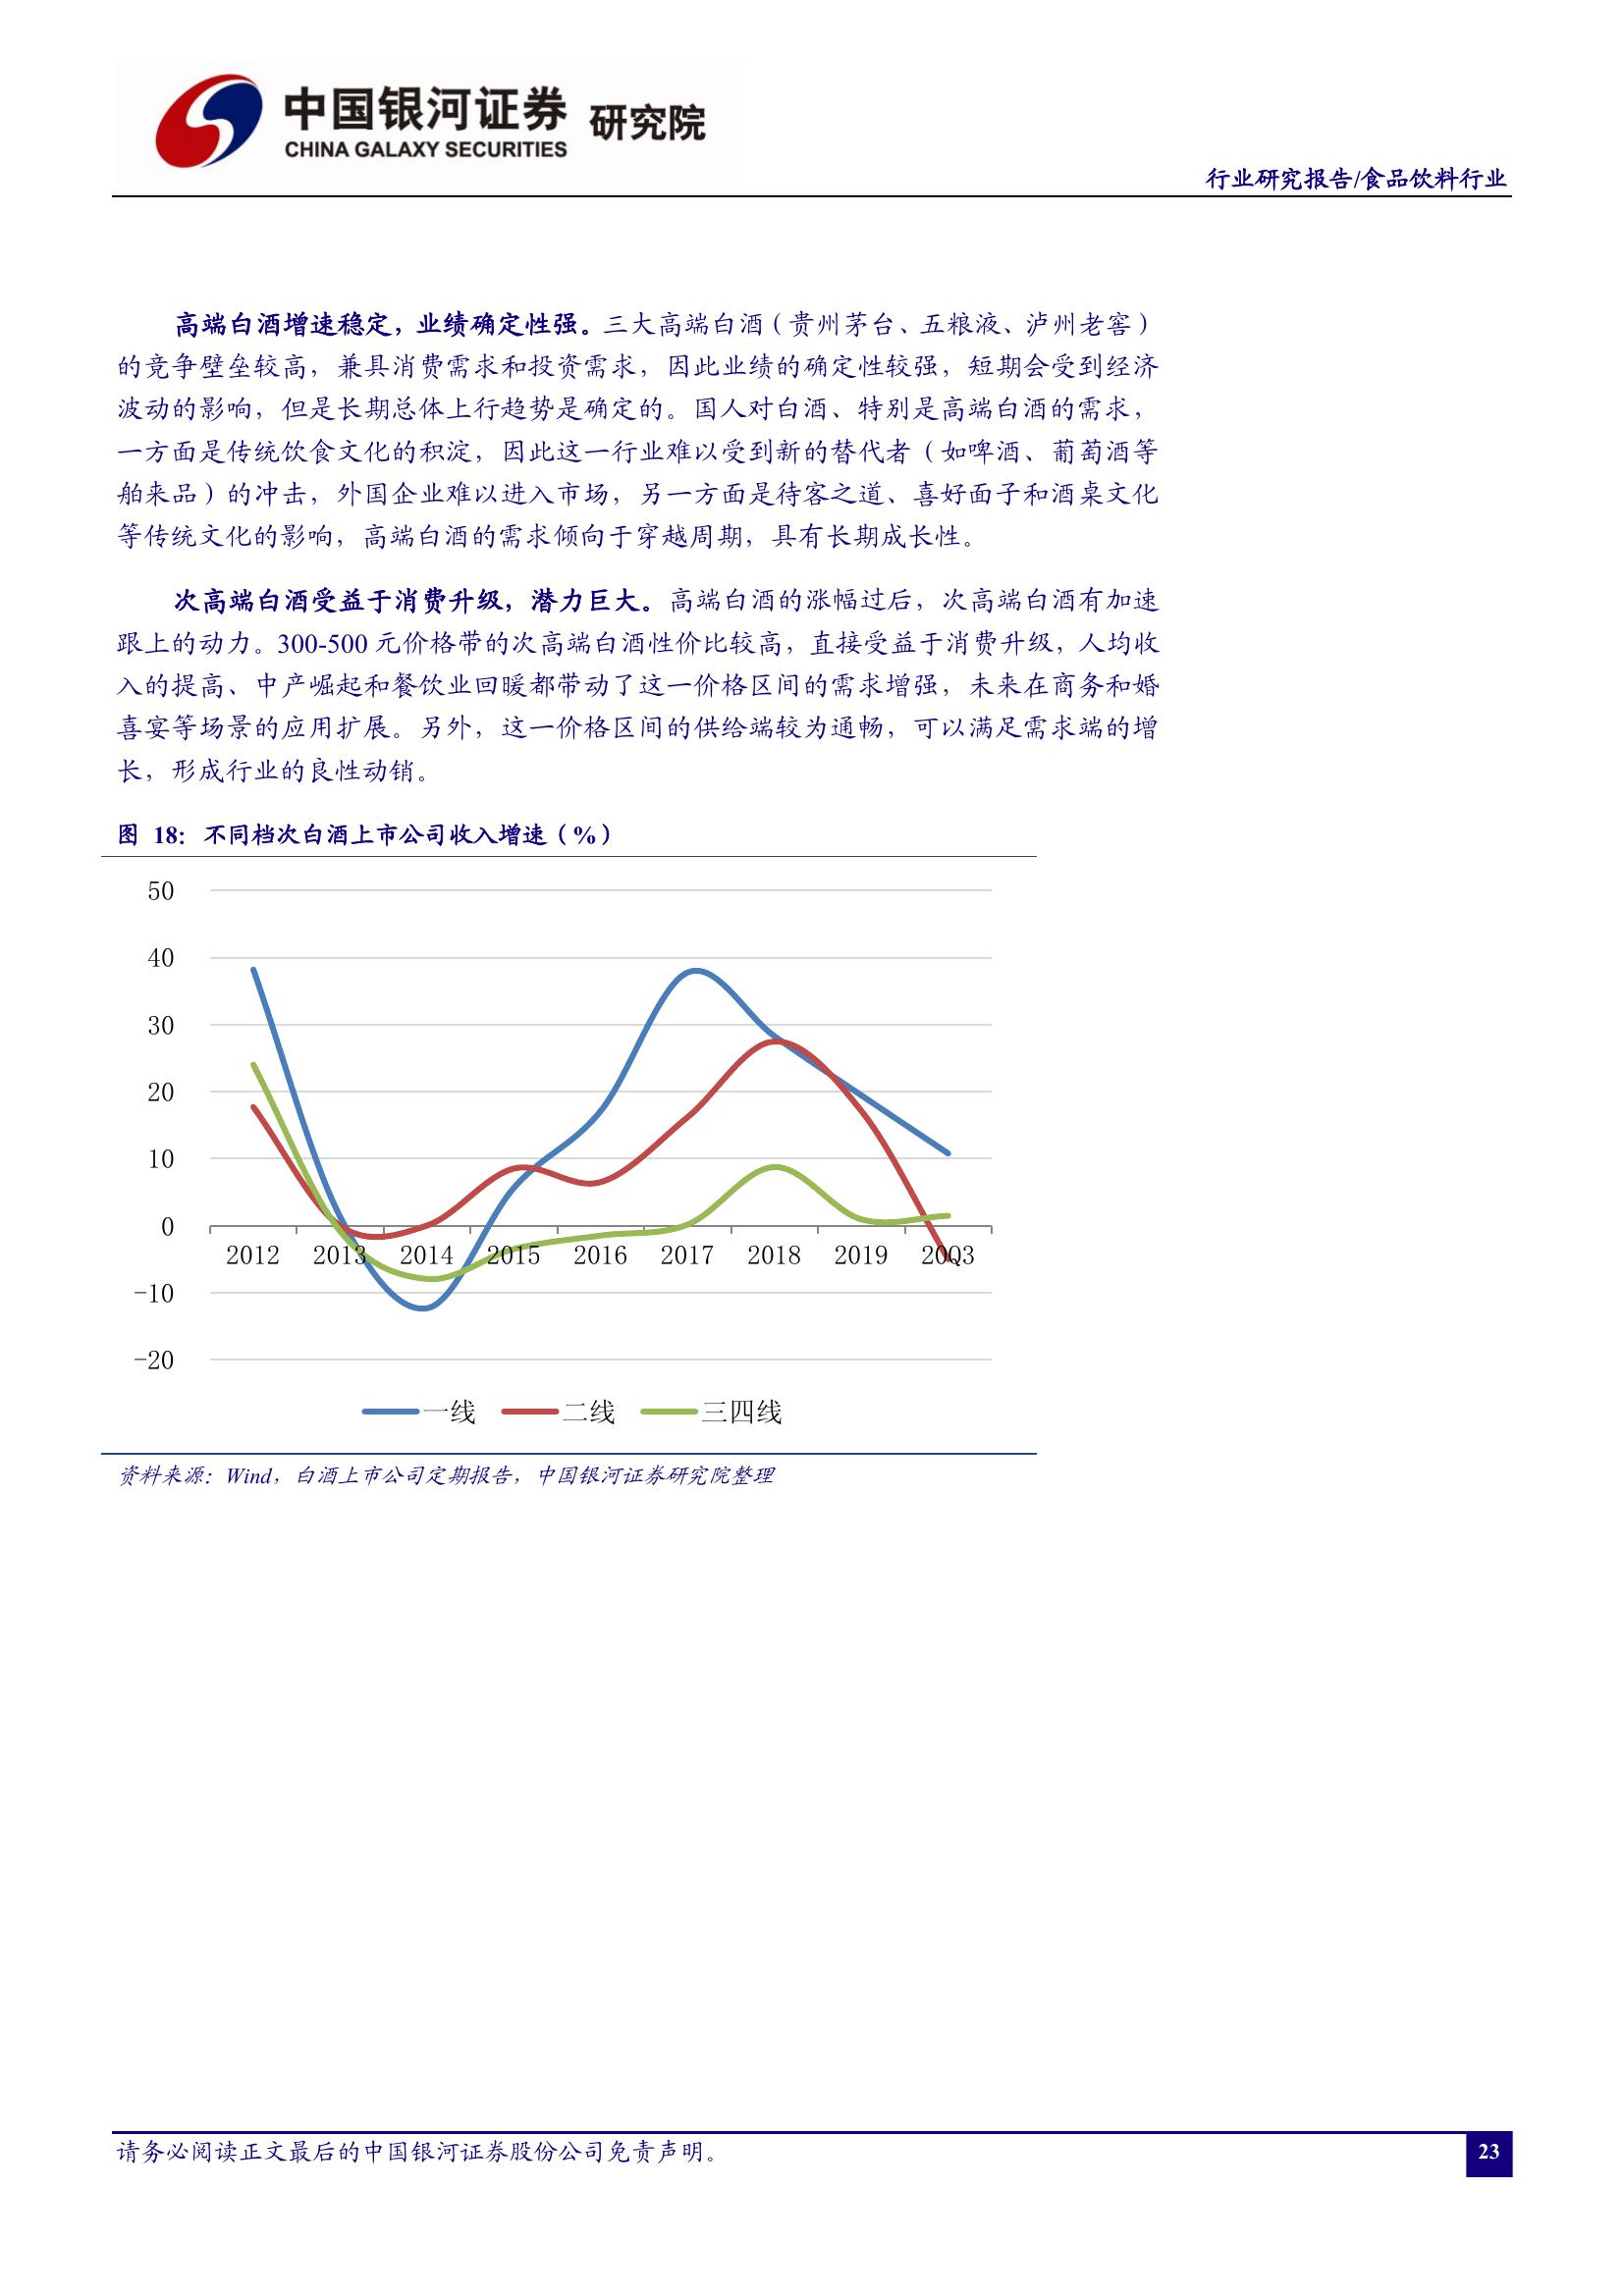 中国银河证券 研究院
CHINA GALAXY SECURITIES
行业研究报告/食品饮料行业
高端白酒增速稳定，业绩确定性强。三大高端白酒（贵州茅台、五粮液、泸州老窖）
的竞争壁垒较高，兼具消费需求和投资需求，因此业绩的确定性较强，短期会受到经济
波动的影响，但是长期总体上行趋势是确定的。国人对白酒、特别是高端白酒的需求，
一方面是传统饮食文化的积淀，因此这一行业难以受到新的替代者（如啤酒、葡萄酒等
舶来品）的冲击，外国企业难以进入市场，另一方面是待客之道、喜好面子和酒桌文化
等传统文化的影响，高端白酒的需求倾向于穿越周期，具有长期成长性。
次高端白酒受益于消费升级，潜力巨大。高端白酒的涨幅过后，次高端白酒有加速
跟上的动力。300-500 元价格带的次高端白酒性价比较高，直接受益于消费升级，人均收
入的提高、中产崛起和餐饮业回暖都带动了这一价格区间的需求增强，未来在商务和婚
喜宴等场景的应用扩展。另外，这一价格区间的供给端较为通畅，可以满足需求端的增
长，形成行业的良性动销。
图 18：不同档次白酒上市公司收入增速（%）
50
40
30
20
10
0
-10
-20
2012 2013 2014 2015 2016 2017 2018 2019 20Q3
一线 二线 三四线
资料来源：Wind，白酒上市公司定期报告，中国银河证券研究院整理
请务必阅读正文最后的中国银河证券股份公司免责声明。
23